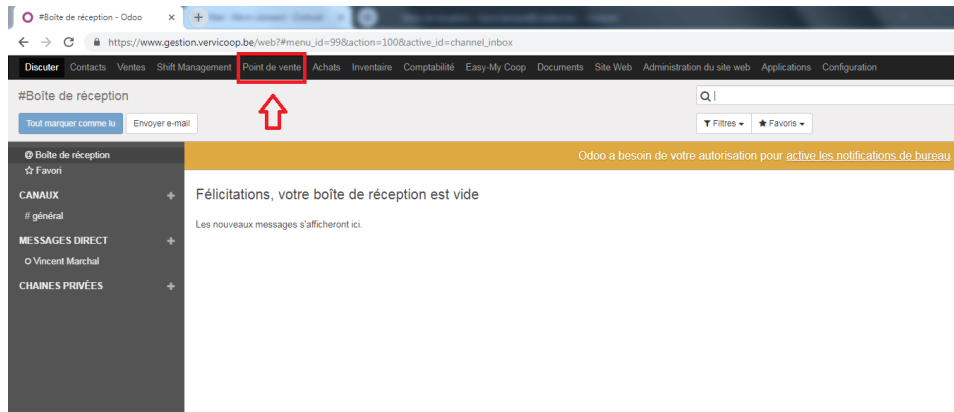 #Boîte de réception - Odoo
https://www.gestion.vervicoop.be/web?#menu_id=99&action=100&active_id=channel_inbox
Discuter Contacts Ventes Shift Management Point de vente Achats Inventaire Comptabilité Easy-My Coop Documents Site Web Administration du site web Applications Configuration
#Boîte de réception
Tout marquer comme lu Envoyer e-mail Filtres Favoris
Boîte de réception
Odoo a besoin de votre autorisation pour active les notifications de bureau
Favori
CANAUX
Félicitations, votre boîte de réception est vide
# général
Les nouveaux messages s'afficheront ici.
MESSAGES DIRECT
Vincent Marchal
CHAINES PRIVÉES